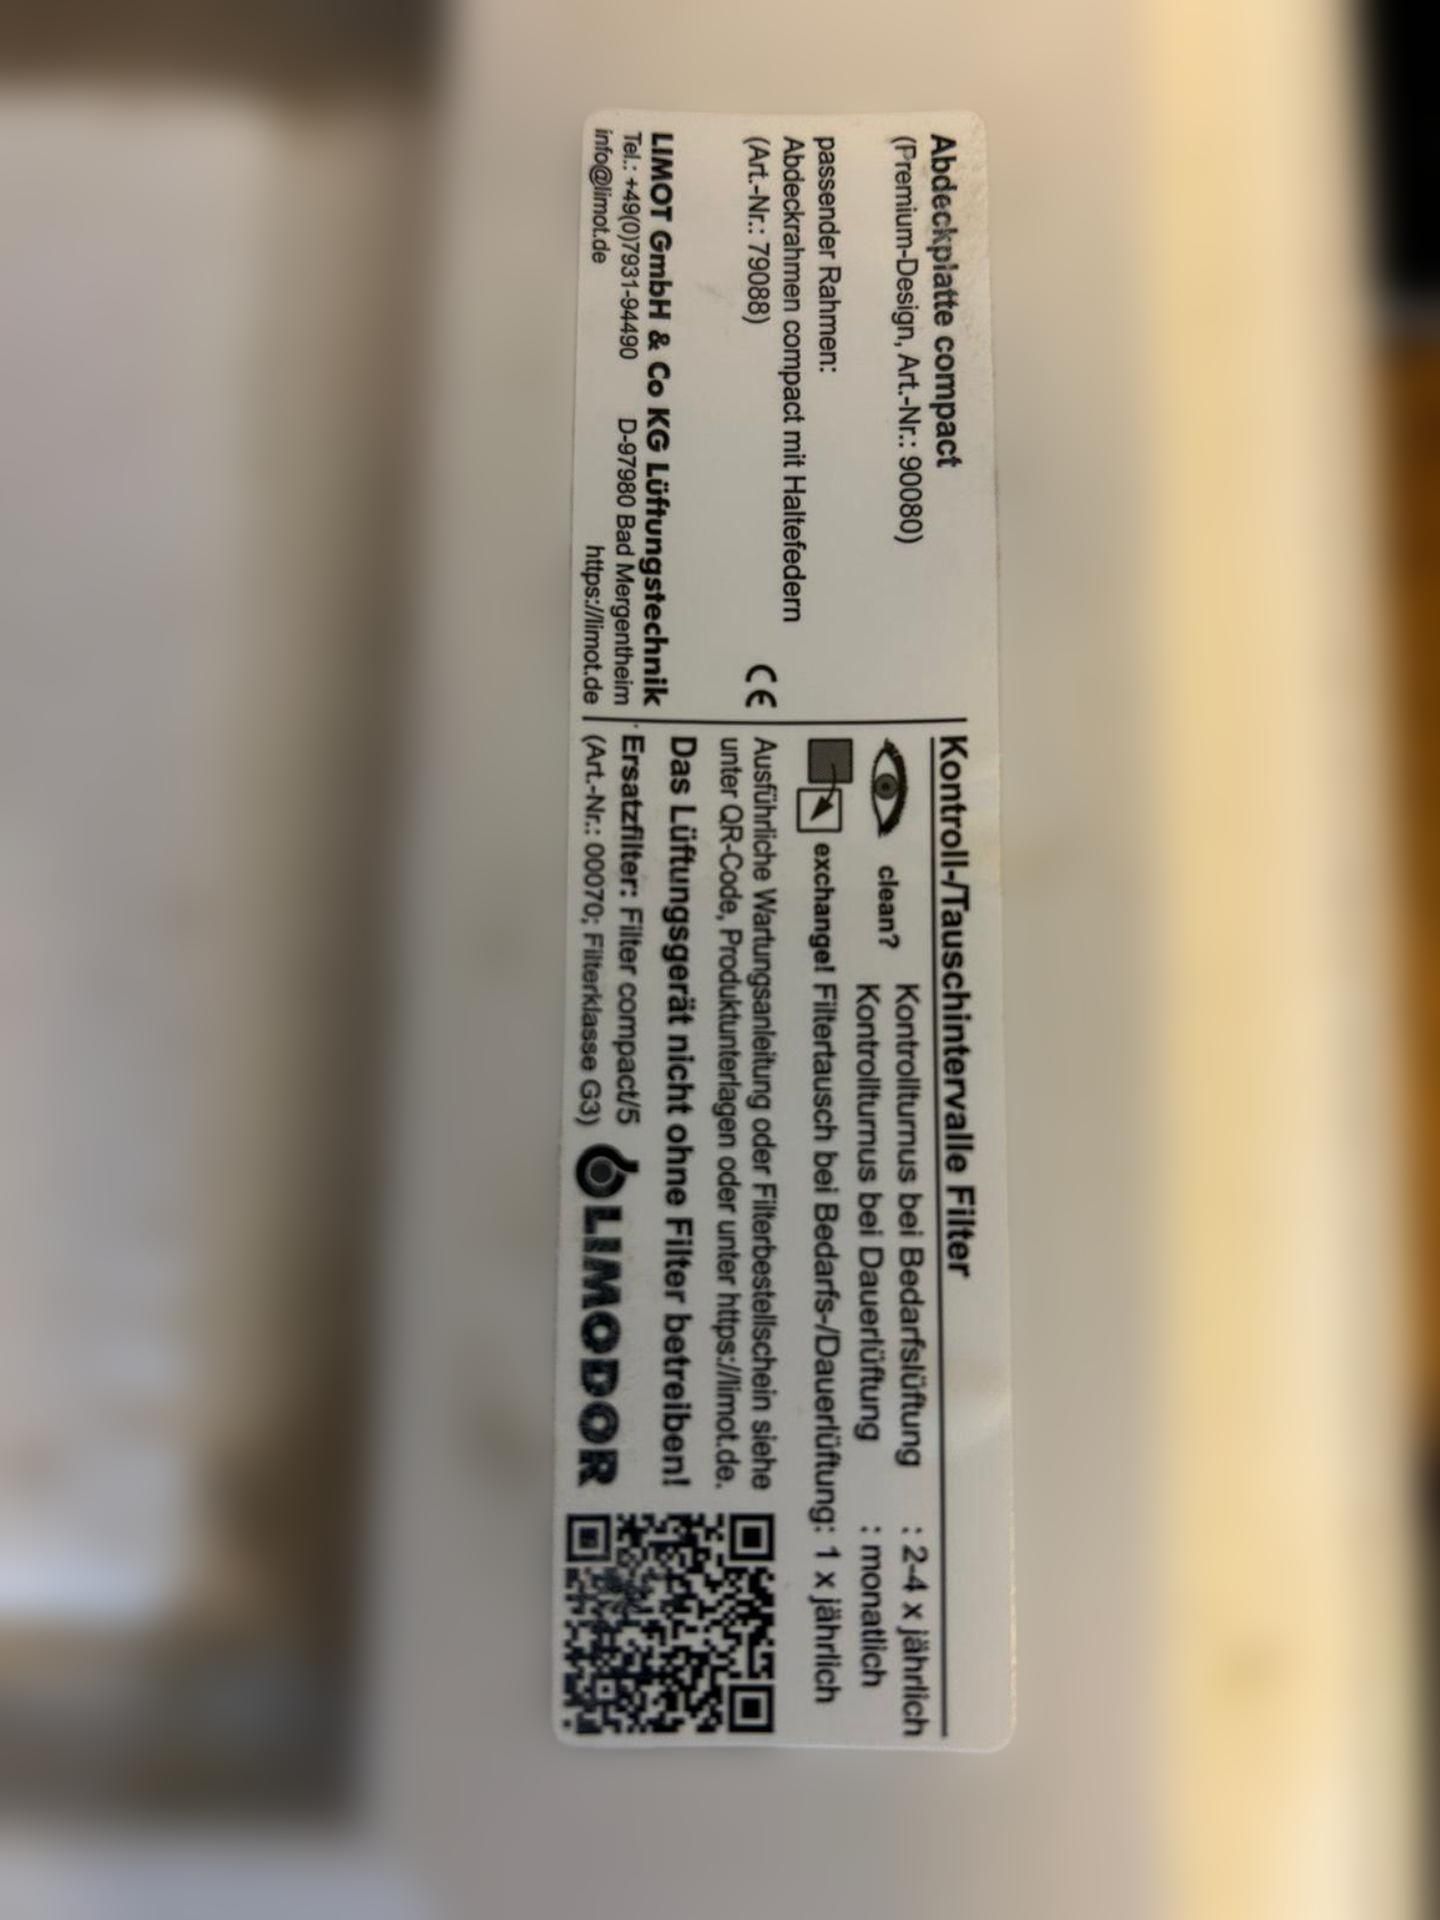 Abdeckplatte compact
(Premium-Design, Art.-Nr.: 90080)
passender Rahmen:
Abdeckrahmen compact mit Haltefedern
(Art.-Nr.: 79088)
CE
LIMOT GmbH & Co KG Lüftungstechnik
Tel.: +49(0)7931-94490 D-97980 Bad Mergentheim
info@limot.de https://limot.de
Kontroll-/Tauschintervalle Filter
clean? Kontrollturnus bei Bedarfslüftung : 2-4 x jährlich
Kontrollturnus bei Dauerlüftung : monatlich
exchange! Filtertausch bei Bedarfs-/Dauerlüftung: 1 x jährlich
Ausführliche Wartungsanleitung oder Filterbestellschein siehe
unter QR-Code, Produktunterlagen oder unter https://limot.de.
Das Lüftungsgerät nicht ohne Filter betreiben!
Ersatzfilter: Filter compact/5
(Art.-Nr.: 00070; Filterklasse G3)
LIMODOR